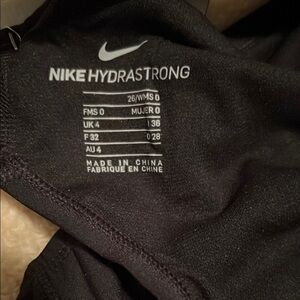 NIKE HYDRASTRONG
26/WMS 0
FMS 0 MUJER 0
UK 4 I 36
F 32 D 28
AU 4
MADE IN CHINA
FABRIQUÉ EN CHINE